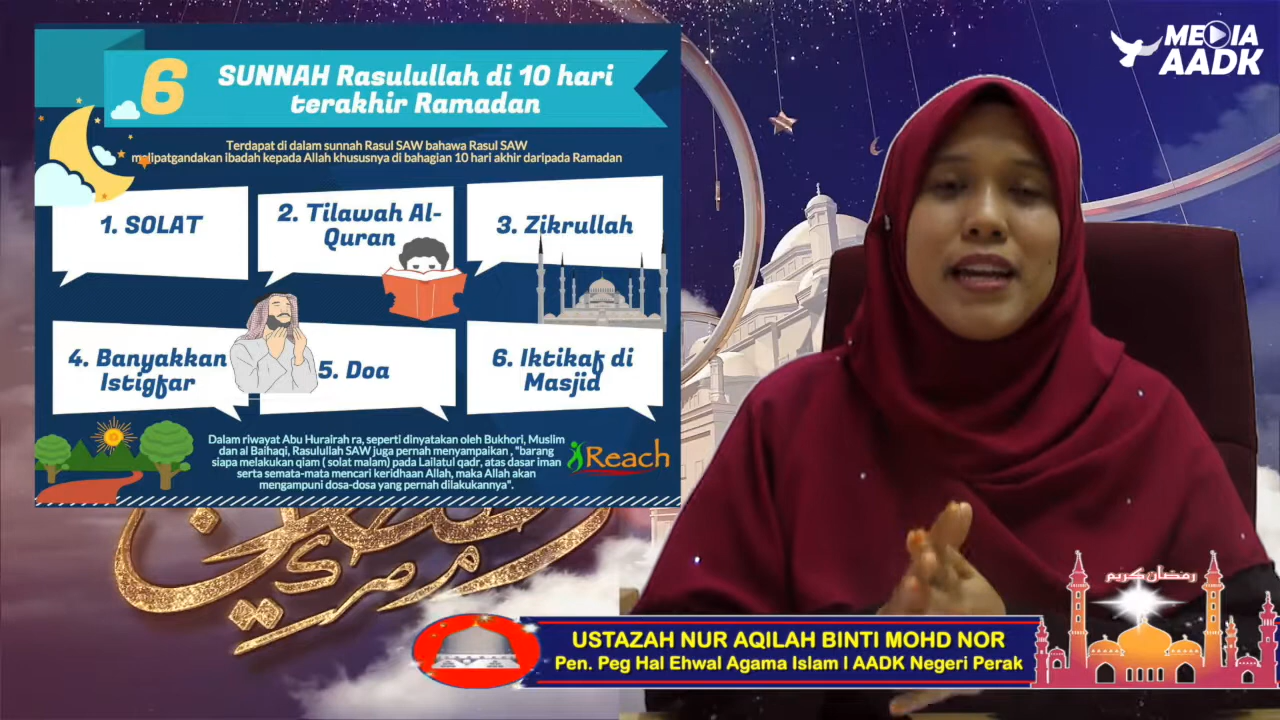 MEDIA
AADK
6
SUNNAH Rasulullah di 10 hari
terakhir Ramadan
Terdapat di dalam sunnah Rasul SAW bahawa Rasul SAW
melipatgandakan ibadah kepada Allah khususnya di bahagian 10 hari akhir daripada Ramadan
1. SOLAT
2. Tilawah Al-
Quran
3. Zikrullah
4. Banyakkan
Istigfar
5. Doa
6. Iktikaf di
Masjid
Dalam riwayat Abu Hurairah ra, seperti dinyatakan oleh Bukhori, Muslim
dan al Baihaqi, Rasulullah SAW juga pernah menyampaikan , "barang
siapa melakukan qiam ( solat malam) pada Lailatul qadr, atas dasar iman
serta semata-mata mencari keridhaan Allah, maka Allah akan
mengampuni dosa-dosa yang pernah dilakukannya".
Reach
رمضان كريم
USTAZAH NUR AQILAH BINTI MOHD NOR
Pen. Peg Hal Ehwal Agama Islam | AADK Negeri Perak